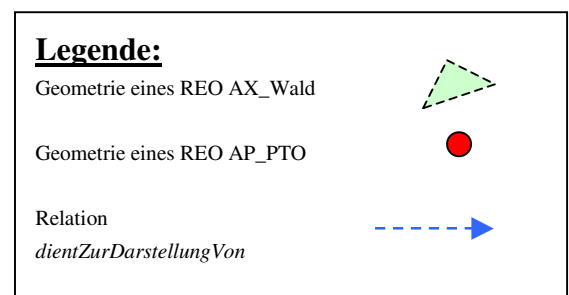 Legende:
Geometrie eines REO AX_Wald
Geometrie eines REO AP_PTO
Relation
dientZurDarstellungVon